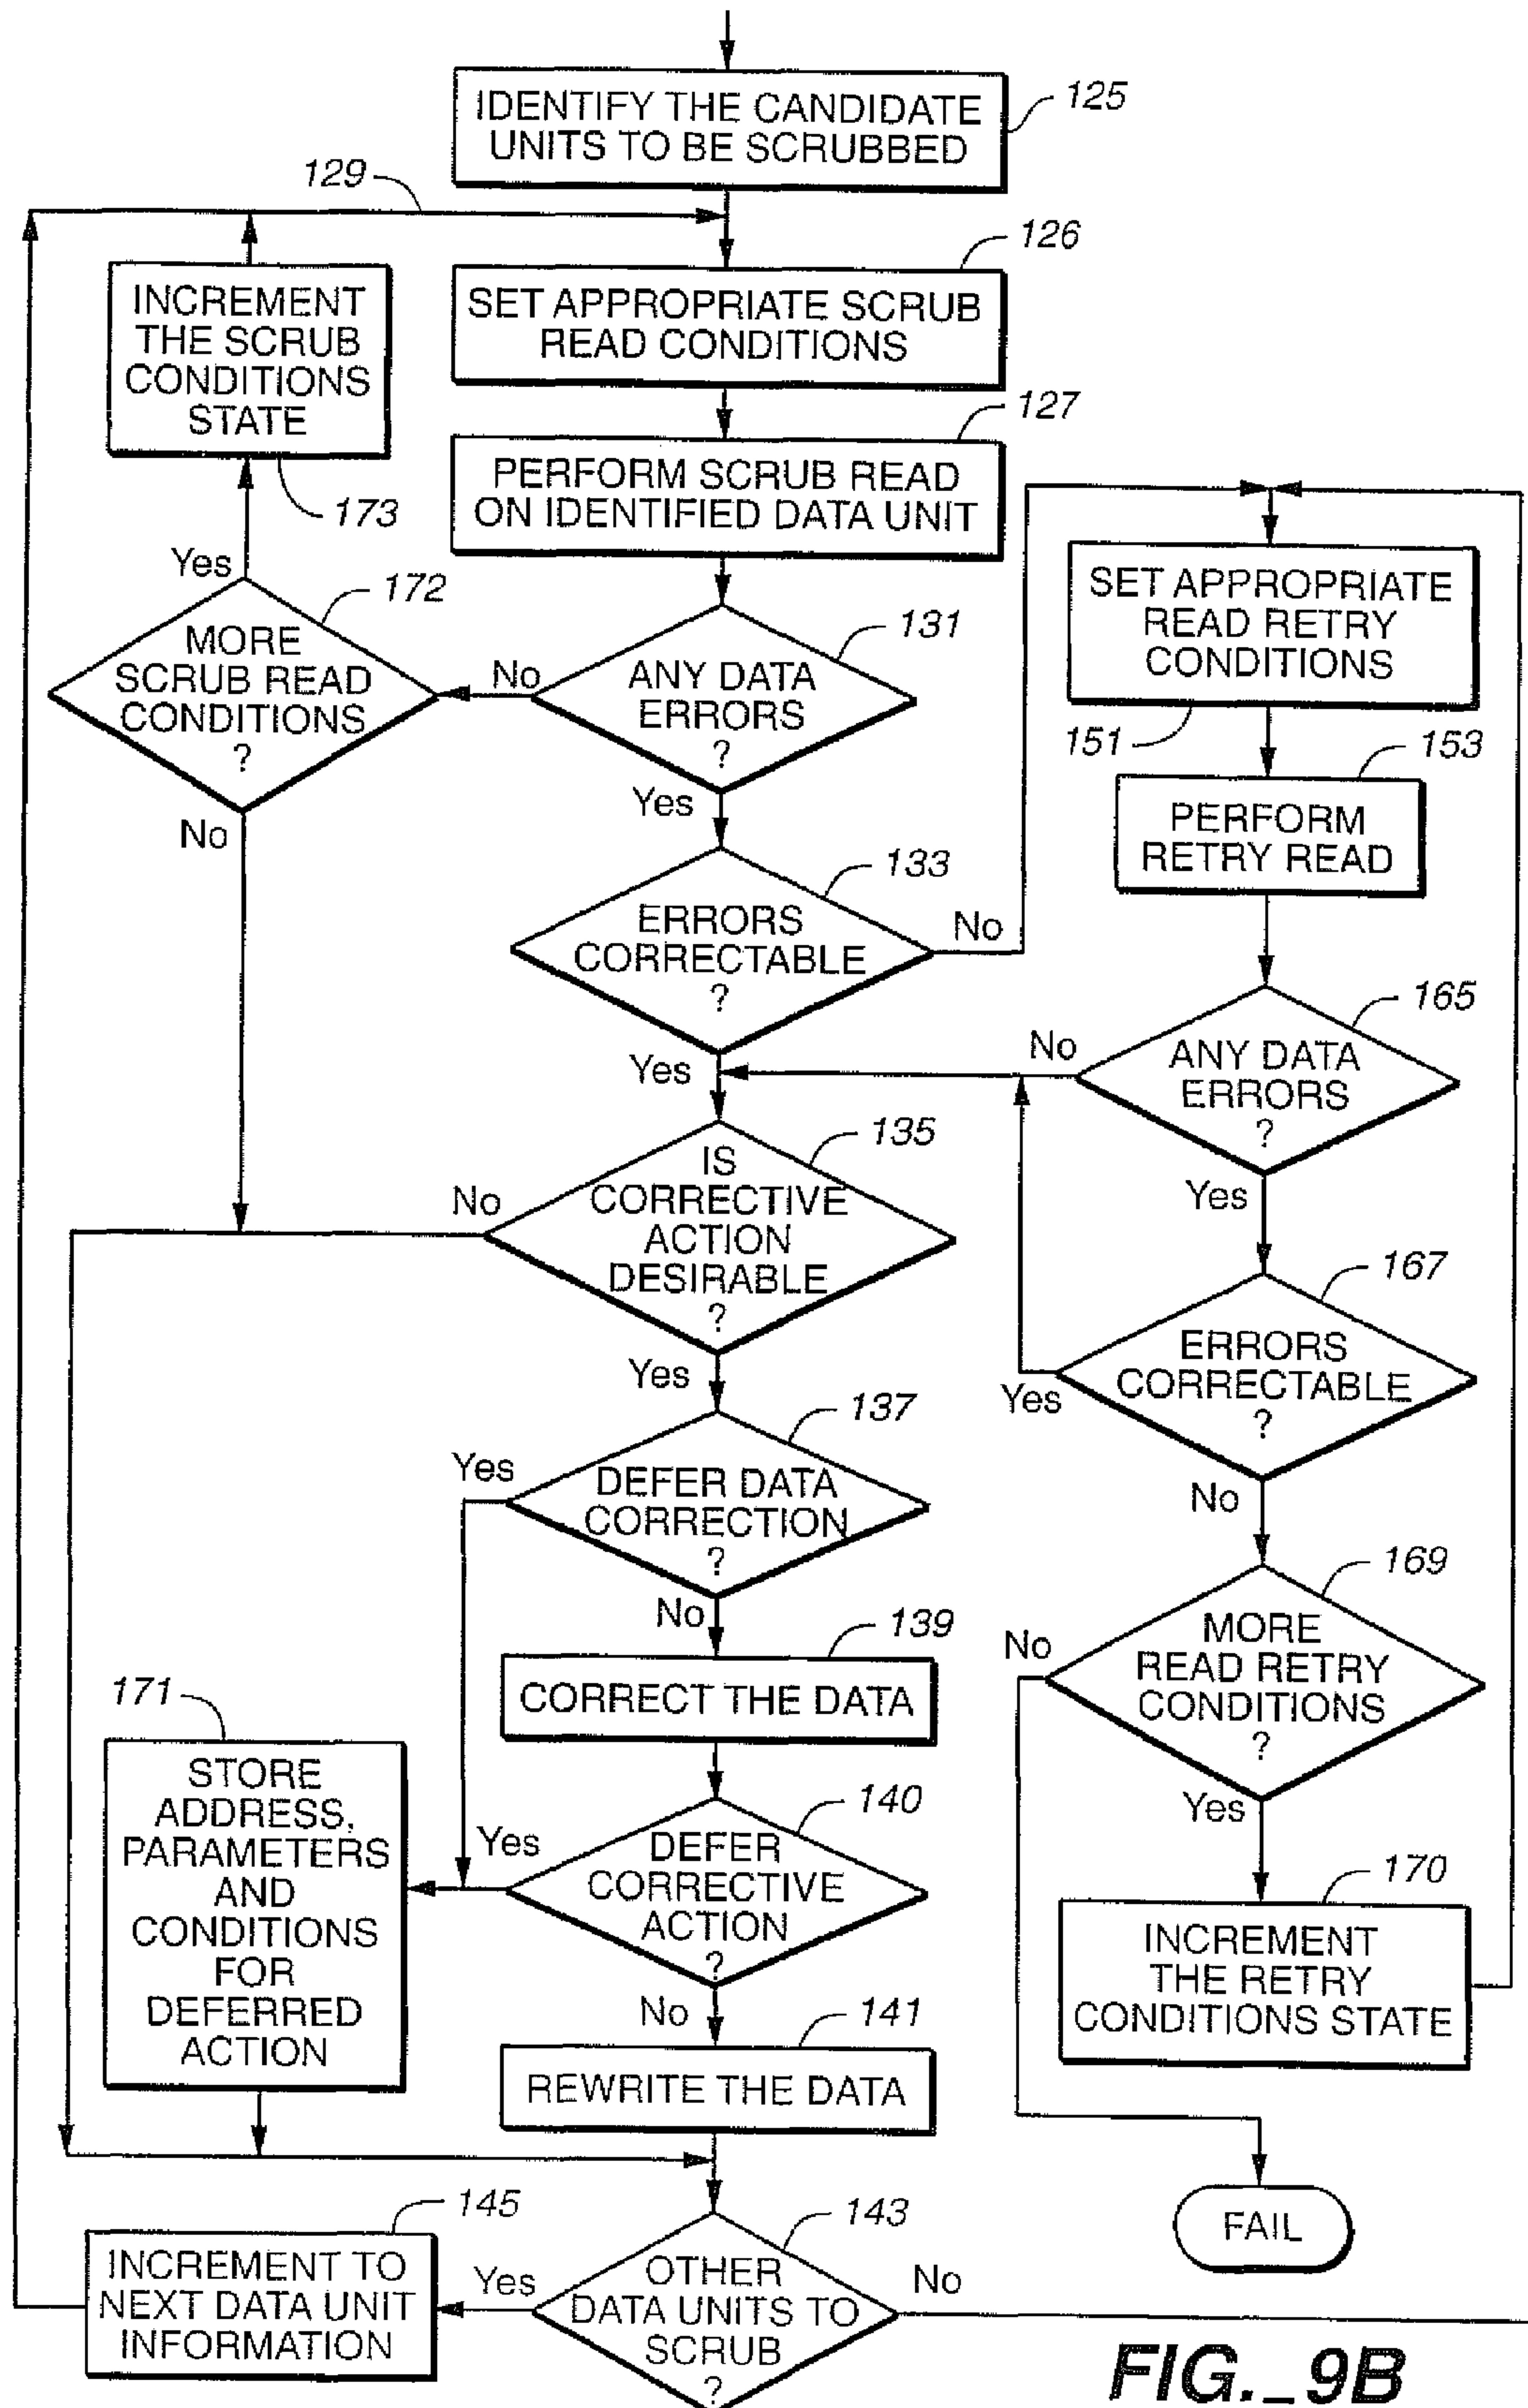 IDENTIFY THE CANDIDATE
UNITS TO BE SCRUBBED
125
129
SET APPROPRIATE SCRUB
READ CONDITIONS
126
INCREMENT
THE SCRUB
CONDITIONS
STATE
173
PERFORM SCRUB READ
ON IDENTIFIED DATA UNIT
127
Yes
MORE
SCRUB READ
CONDITIONS
?
172
No
No
ANY DATA
ERRORS
?
131
Yes
SET APPROPRIATE
READ RETRY
CONDITIONS
151
PERFORM
RETRY READ
153
ERRORS
CORRECTABLE
?
133
No
Yes
ANY DATA
ERRORS
?
165
No
Yes
IS
CORRECTIVE
ACTION
DESIRABLE
?
135
No
Yes
ERRORS
CORRECTABLE
?
167
Yes
No
DEFER DATA
CORRECTION
?
137
Yes
No
MORE
READ RETRY
CONDITIONS
?
169
No
Yes
CORRECT THE DATA
139
171
STORE
ADDRESS,
PARAMETERS
AND
CONDITIONS
FOR
DEFERRED
ACTION
DEFER
CORRECTIVE
ACTION
?
140
Yes
No
INCREMENT
THE RETRY
CONDITIONS STATE
170
REWRITE THE DATA
141
FAIL
INCREMENT TO
NEXT DATA UNIT
INFORMATION
145
Yes
OTHER
DATA UNITS TO
SCRUB
?
143
No
FIG._9B